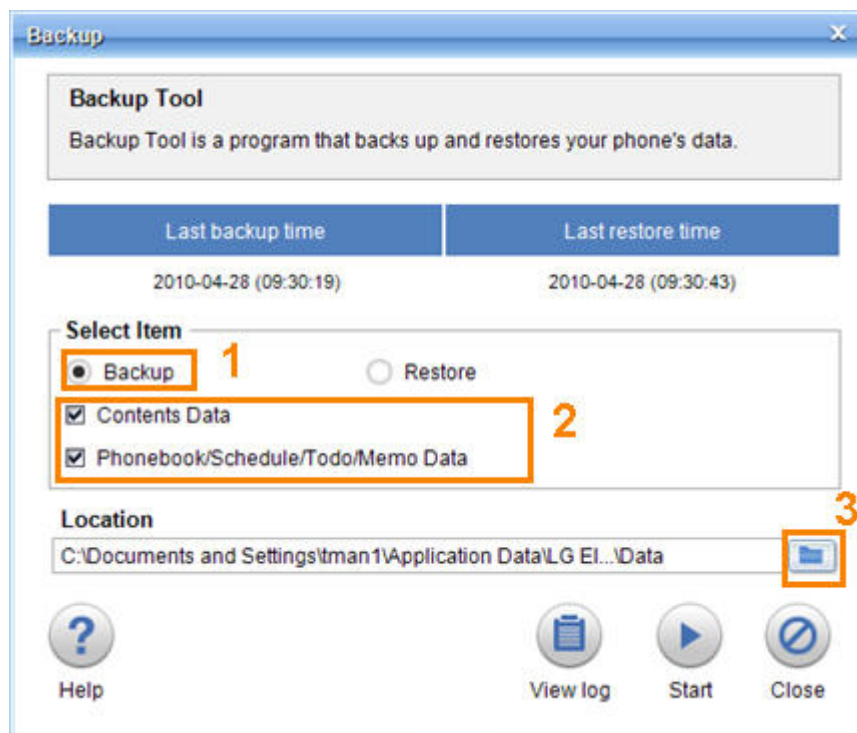 Backup
Backup Tool
Backup Tool is a program that backs up and restores your phone's data.
Last backup time Last restore time
2010-04-28 (09:30:19) 2010-04-28 (09:30:43)
Select Item
Backup 1 Restore
Contents Data
2
Phonebook/Schedule/Todo/Memo Data
3
Location
C:\Documents and Settings\tman1\Application Data\LG El...\Data
? 
Help View log Start Close